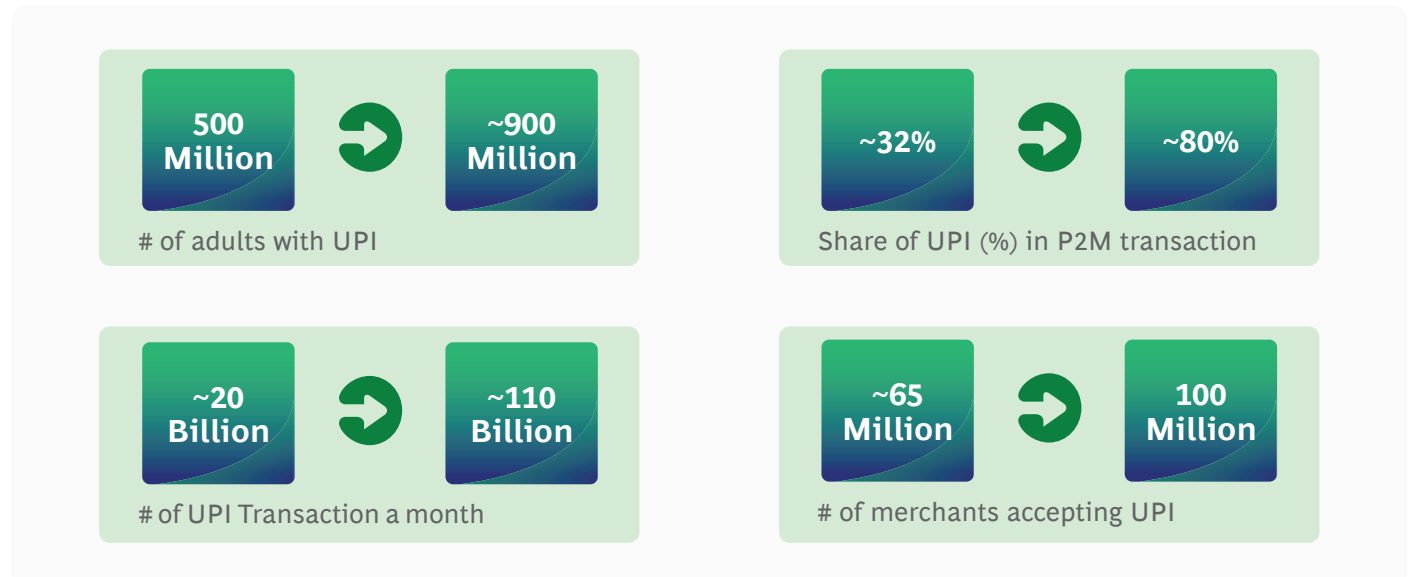 500
Million
~900
Million
# of adults with UPI
~32%
~80%
Share of UPI (%) in P2M transaction
~20
Billion
~110
Billion
# of UPI Transaction a month
~65
Million
100
Million
# of merchants accepting UPI